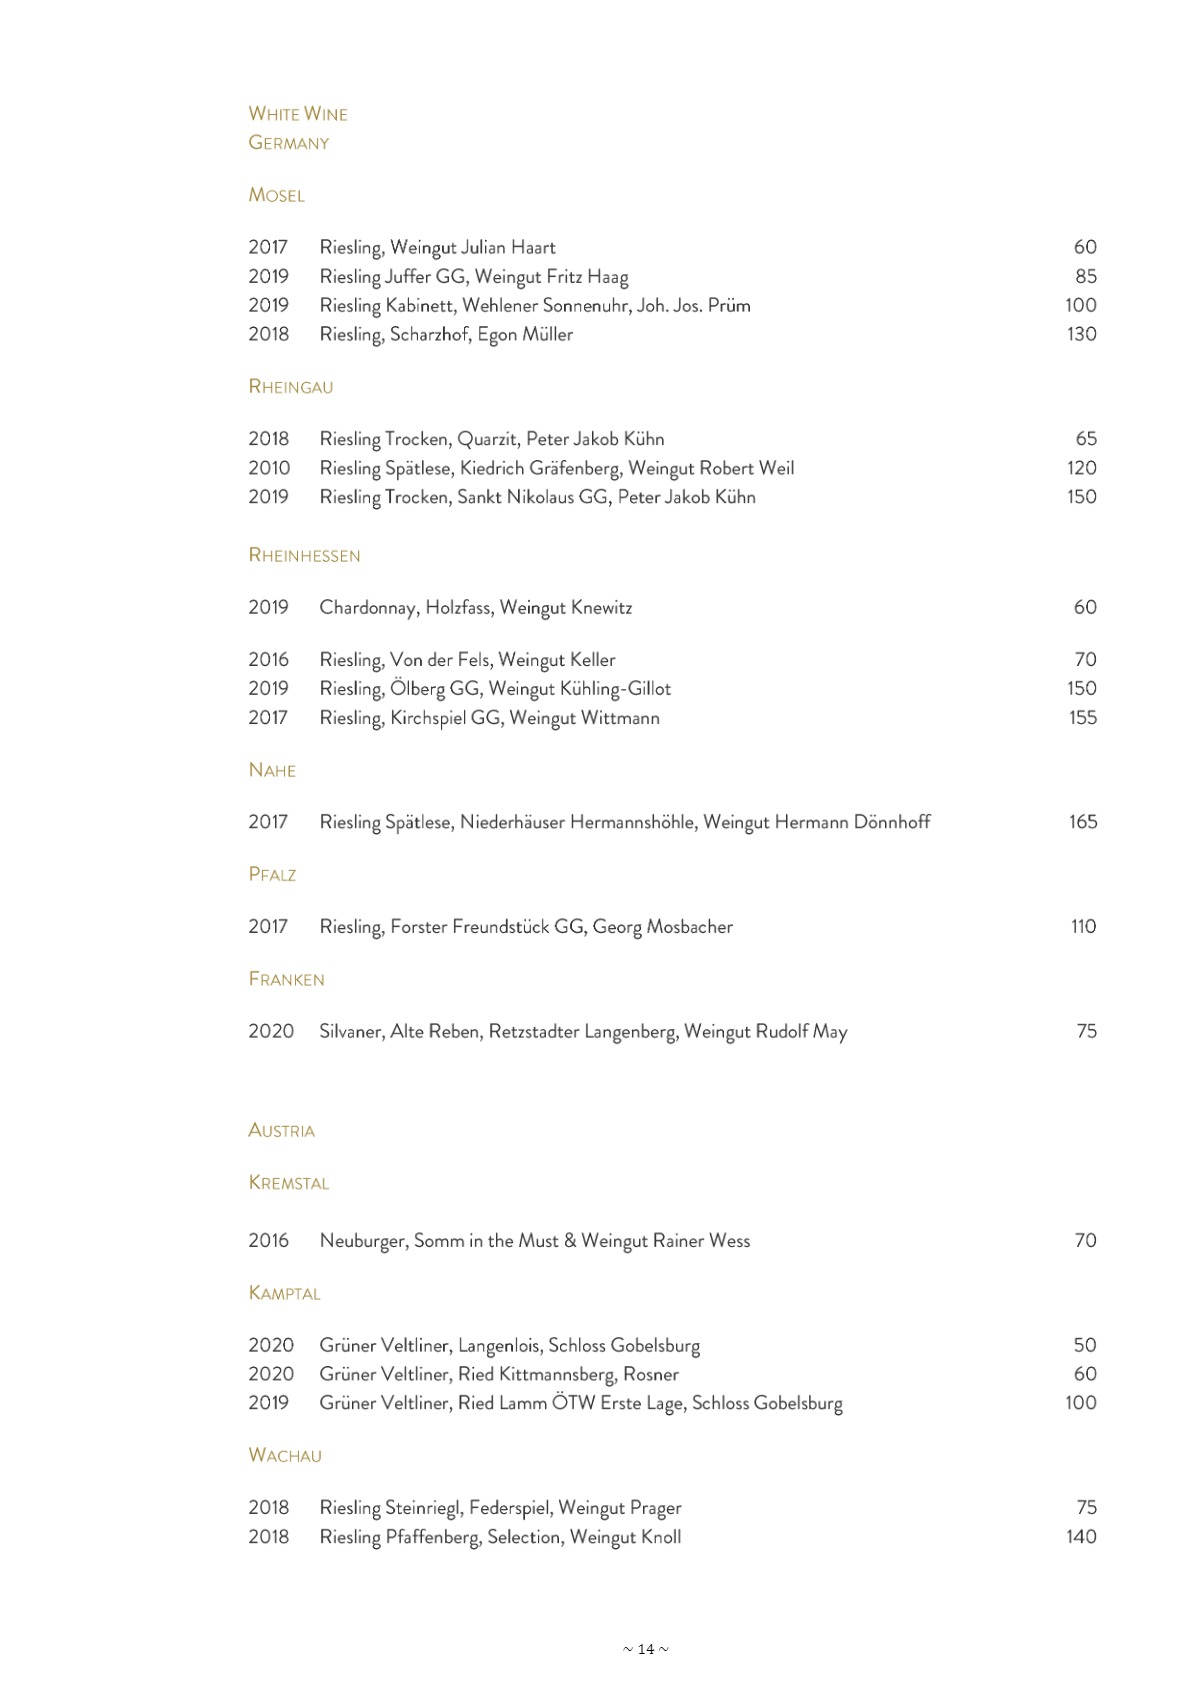 WHITE WINE
GERMANY
MOSEL
2017 Riesling, Weingut Julian Haart 60
2019 Riesling Juffer GG, Weingut Fritz Haag 85
2019 Riesling Kabinett, Wehlener Sonnenuhr, Joh. Jos. Prüm 100
2018 Riesling, Scharzhof, Egon Müller 130
RHEINGAU
2018 Riesling Trocken, Quarzit, Peter Jakob Kühn 65
2010 Riesling Spätlese, Kiedrich Gräfenberg, Weingut Robert Weil 120
2019 Riesling Trocken, Sankt Nikolaus GG, Peter Jakob Kühn 150
RHEINHESSEN
2019 Chardonnay, Holzfass, Weingut Knewitz 60
2016 Riesling, Von der Fels, Weingut Keller 70
2019 Riesling, Ölberg GG, Weingut Kühling-Gillot 150
2017 Riesling, Kirchspiel GG, Weingut Wittmann 155
NAHE
2017 Riesling Spätlese, Niederhäuser Hermannshöhle, Weingut Hermann Dönnhoff 165
PFALZ
2017 Riesling, Forster Freundstück GG, Georg Mosbacher 110
FRANKEN
2020 Silvaner, Alte Reben, Retzstadter Langenberg, Weingut Rudolf May 75
AUSTRIA
KREMSTAL
2016 Neuburger, Somm in the Must & Weingut Rainer Wess 70
KAMPTAL
2020 Grüner Veltliner, Langenlois, Schloss Gobelsburg 50
2020 Grüner Veltliner, Ried Kittmannsberg, Rosner 60
2019 Grüner Veltliner, Ried Lamm ÖTW Erste Lage, Schloss Gobelsburg 100
WACHAU
2018 Riesling Steinriegl, Federspiel, Weingut Prager 75
2018 Riesling Pfaffenberg, Selection, Weingut Knoll 140
~ 14 ~